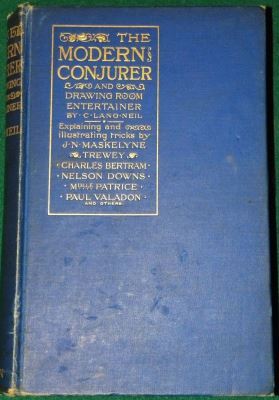 THE
MODERN
CONJURER
AND
DRAWING ROOM
ENTERTAINER
BY·C·LANG·NEIL
Explaining and
illustrating tricks by
J·N·MASKELYNE
TREWEY
CHARLES BERTRAM
NELSON DOWNS
MDLLE PATRICE
PAUL VALADON
AND OTHERS